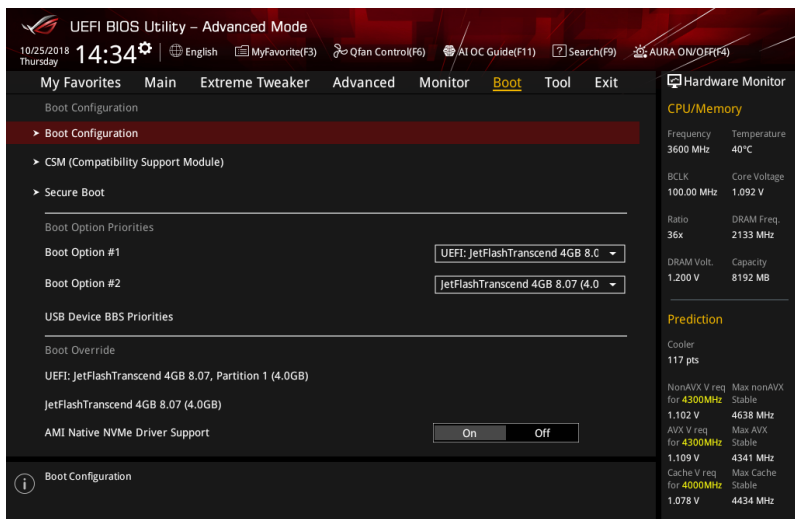 UEFI BIOS Utility – Advanced Mode
10/25/2018
Thursday
14:34
English
MyFavorite(F3)
Qfan Control(F6)
AI OC Guide(F11)
Search(F9)
AURA ON/OFF(F4)
My Favorites Main Extreme Tweaker Advanced Monitor Boot Tool Exit
Boot Configuration
> Boot Configuration
> CSM (Compatibility Support Module)
> Secure Boot
Boot Option Priorities
Boot Option #1 UEFI: JetFlashTranscend 4GB 8.0
Boot Option #2 JetFlashTranscend 4GB 8.07 (4.0
USB Device BBS Priorities
Boot Override
UEFI: JetFlashTranscend 4GB 8.07, Partition 1 (4.0GB)
JetFlashTranscend 4GB 8.07 (4.0GB)
AMI Native NVMe Driver Support On Off
Boot Configuration
Hardware Monitor
CPU/Memory
Frequency Temperature
3600 MHz 40°C
BCLK Core Voltage
100.00 MHz 1.092 V
Ratio DRAM Freq.
36x 2133 MHz
DRAM Volt. Capacity
1.200 V 8192 MB
Prediction
Cooler
117 pts
NonAVX V req Max nonAVX
for 4300MHz Stable
1.102 V 4638 MHz
AVX V req Max AVX
for 4300MHz Stable
1.109 V 4341 MHz
Cache V req Max Cache
for 4000MHz Stable
1.078 V 4434 MHz